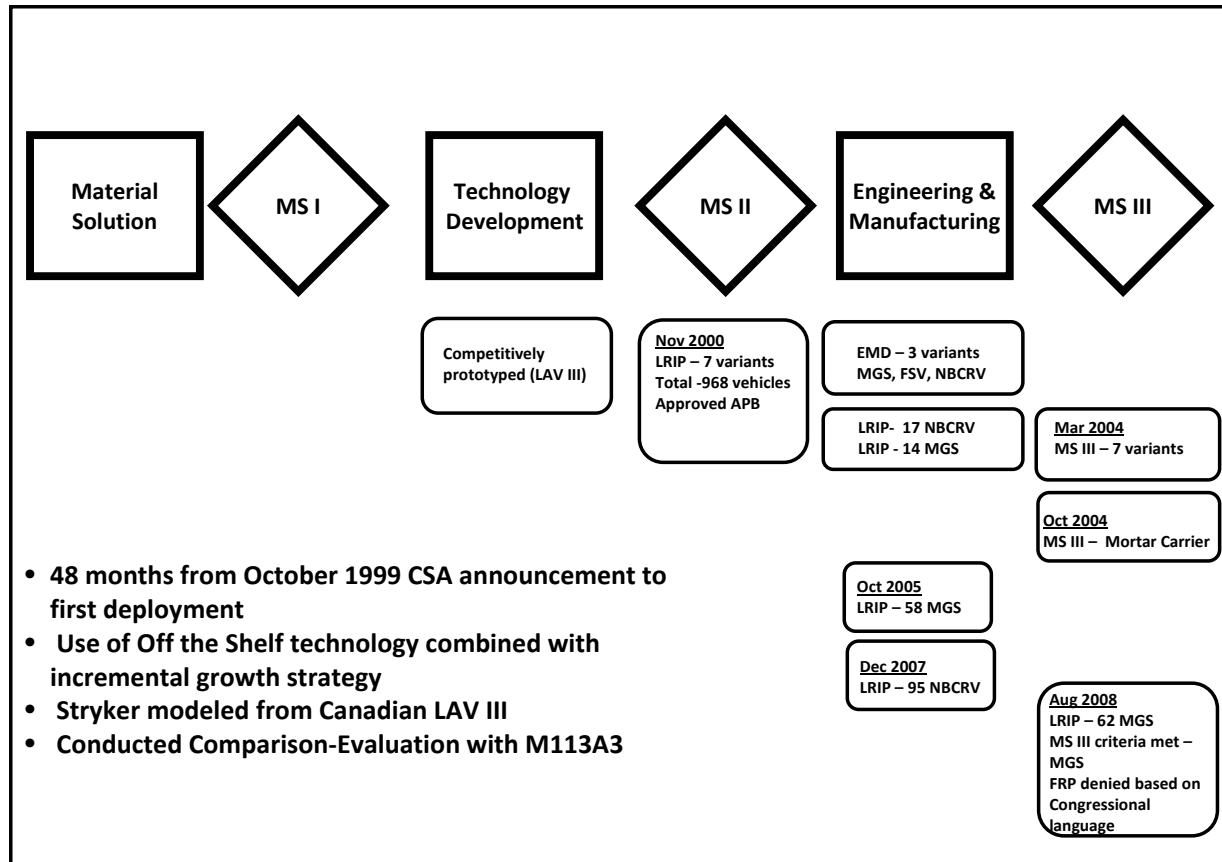 Material
Solution
MS I
Technology
Development
MS II
Engineering &
Manufacturing
MS III
Competitively
prototyped (LAV III)
Nov 2000
LRIP – 7 variants
Total -968 vehicles
Approved APB
EMD – 3 variants
MGS, FSV, NBCRV
LRIP-  17 NBCRV
LRIP - 14 MGS
Mar 2004
MS III – 7 variants
Oct 2004
MS III –  Mortar Carrier
Oct 2005
LRIP – 58 MGS
Dec 2007
LRIP – 95 NBCRV
Aug 2008
LRIP – 62 MGS
MS III criteria met –
MGS
FRP denied based on
Congressional
language
• 48 months from October 1999 CSA announcement to
first deployment
• Use of Off the Shelf technology combined with
incremental growth strategy
• Stryker modeled from Canadian LAV III
• Conducted Comparison-Evaluation with M113A3